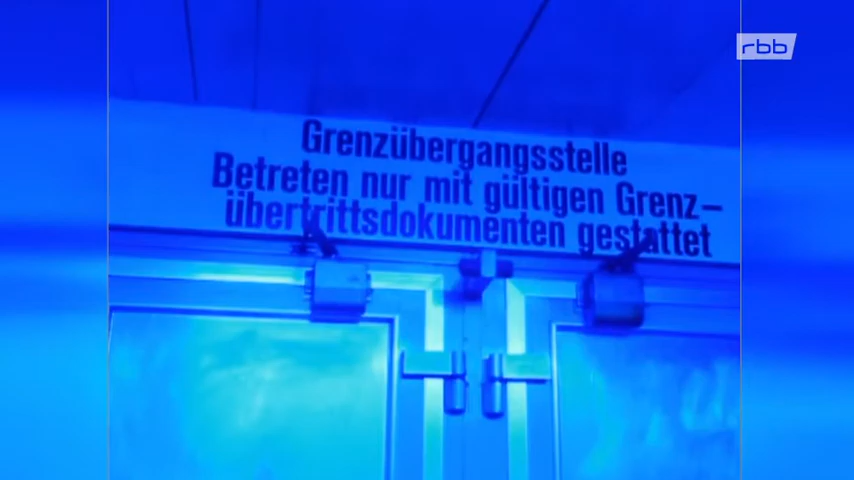 rbb
Grenzübergangsstelle
Betreten nur mit gültigen Grenz-
übertrittsdokumenten gestattet